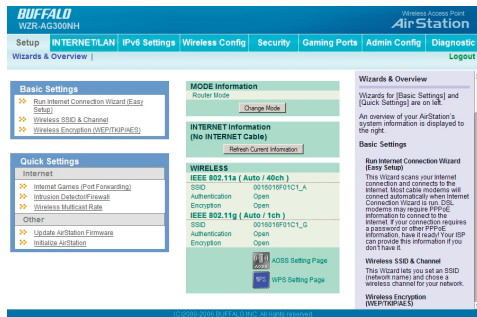 BUFFALO
WZR-AG300NH
Wireless Access Point
AirStation
Setup INTERNET/LAN IPv6 Settings Wireless Config Security Gaming Ports Admin Config Diagnostic
Wizards & Overview |
Logout
Basic Settings
Run Internet Connection Wizard (Easy Setup)
Wireless SSID & Channel
Wireless Encryption (WEP/TKIP/AES)
Quick Settings
Internet
Internet Games (Port Forwarding)
Intrusion Detector/Firewall
Wireless Multicast Rate
Other
Update AirStation Firmware
Initialize AirStation
MODE Information
Router Mode
Change Mode
INTERNET Information
(No INTERNET Cable)
Refresh Current Information
WIRELESS
IEEE 802.11a ( Auto / 40ch )
SSID 0016016F01C1_A
Authentication Open
Encryption Open
IEEE 802.11g ( Auto / 1ch )
SSID 0016016F01C1_G
Authentication Open
Encryption Open
AOSS
AOSS Setting Page
WPS
WPS Setting Page
Wizards & Overview
Wizards for [Basic Settings] and
[Quick Settings] are on left.
An overview of your AirStation's
system information is displayed to
the right.
Basic Settings
Run Internet Connection Wizard
(Easy Setup)
This Wizard scans your Internet
connection and connects to the
Internet. Most cable modems will
connect automatically when Internet
Connection Wizard is run. DSL
modems may require PPPoE
information to connect to the
Internet. If your connection requires
a password or other PPPoE
information, have it ready! Your ISP
can provide this information if you
don't have it.
Wireless SSID & Channel
This Wizard lets you set an SSID
(network name) and chose a
wireless channel for your network.
Wireless Encryption
(WEP/TKIP/AES)
(C)2000-2006 BUFFALO INC. All rights reserved.